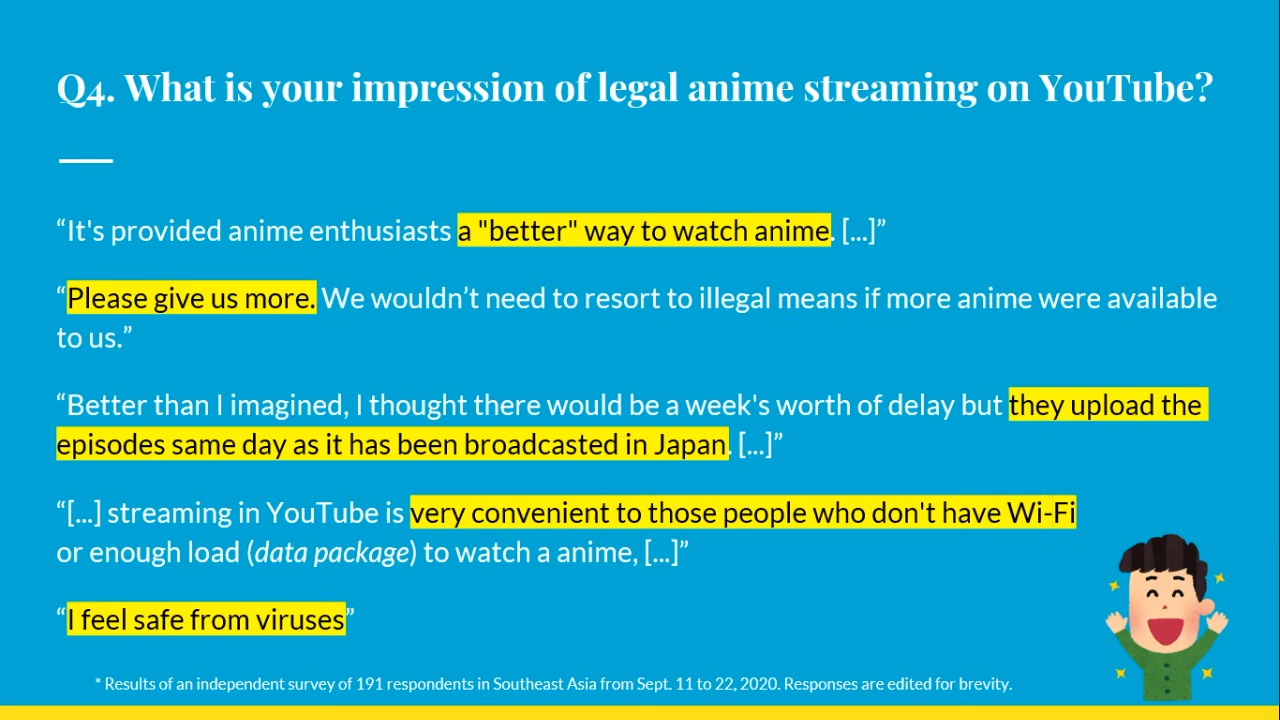 Q4. What is your impression of legal anime streaming on YouTube?
“It's provided anime enthusiasts a "better" way to watch anime. [...]”
“Please give us more. We wouldn’t need to resort to illegal means if more anime were available
to us.”
“Better than I imagined, I thought there would be a week's worth of delay but they upload the
episodes same day as it has been broadcasted in Japan. [...]”
“[...] streaming in YouTube is very convenient to those people who don't have Wi-Fi
or enough load (data package) to watch a anime, [...]”
“I feel safe from viruses”
* Results of an independent survey of 191 respondents in Southeast Asia from Sept. 11 to 22, 2020. Responses are edited for brevity.